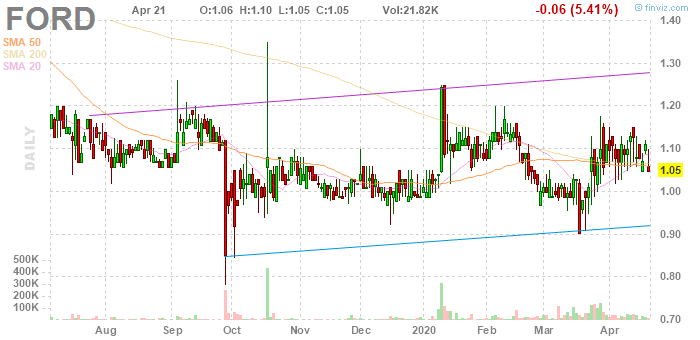 FORD Apr 21 O:1.06 H:1.10 L:1.05 C:1.05 Vol:21.82K -0.06 (5.41%) © finviz.com
SMA 50
SMA 200
SMA 20
DAILY
1.40
1.30
1.20
1.10
1.05
1.00
0.90
0.80
0.70
500K
400K
300K
200K
100K
Aug Sep Oct Nov Dec 2020 Feb Mar Apr